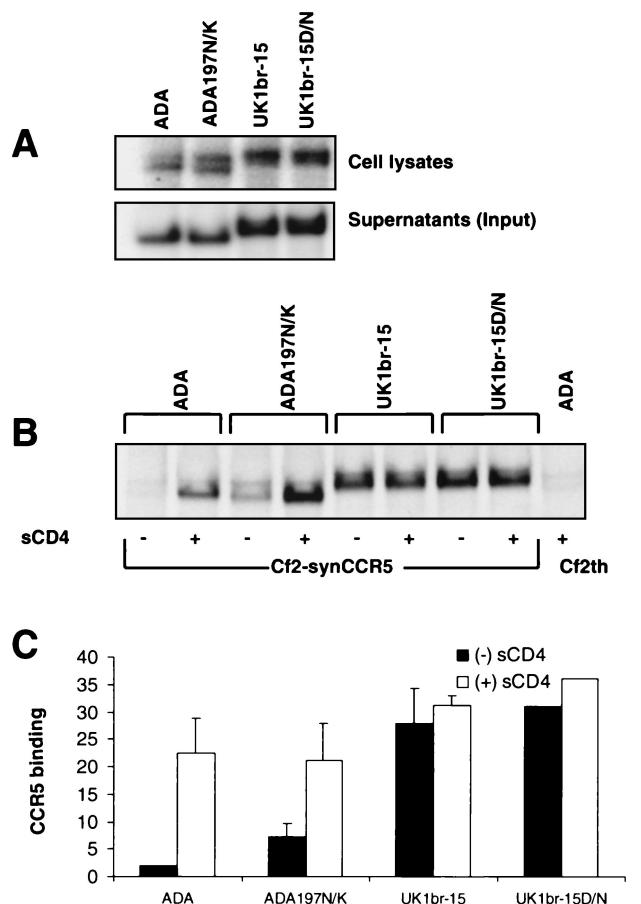 A
ADA
ADA197N/K
UK1br-15
UK1br-15D/N
Cell lysates
Supernatants (Input)
B
ADA
ADA197N/K
UK1br-15
UK1br-15D/N
ADA
sCD4
- + - + - + - + +
Cf2-synCCR5
Cf2th
C
CCR5 binding
40
35
30
25
20
15
10
5
0
(-) sCD4
(+) sCD4
ADA
ADA197N/K
UK1br-15
UK1br-15D/N